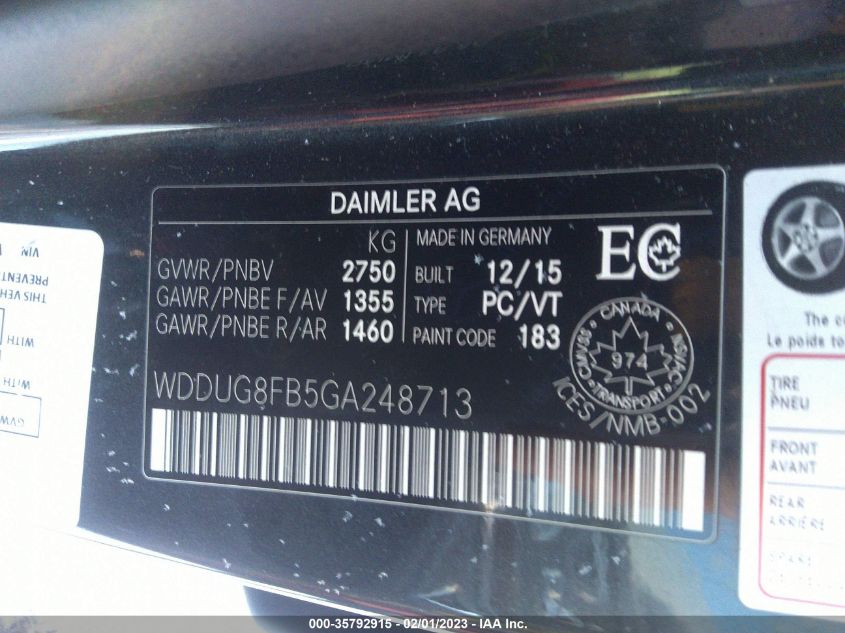 DAIMLER AG
KG
GVWR/PNBV 2750
GAWR/PNBE F/AV 1355
GAWR/PNBE R/AR 1460
MADE IN GERMANY
BUILT 12/15
TYPE PC/VT
PAINT CODE 183
EC
CANADA
974
TRANSPORT
CMVSS
NSVAC
ICES/NMB-002
WDDUG8FB5GA248713
VIN
PREVENT
THIS VEH
WITH
WITH
GVW
The c
Le poids to
TIRE
PNEU
FRONT
AVANT
REAR
ARRIÈRE
SPARE
000-35792915 - 02/01/2023 - © IAA Inc.